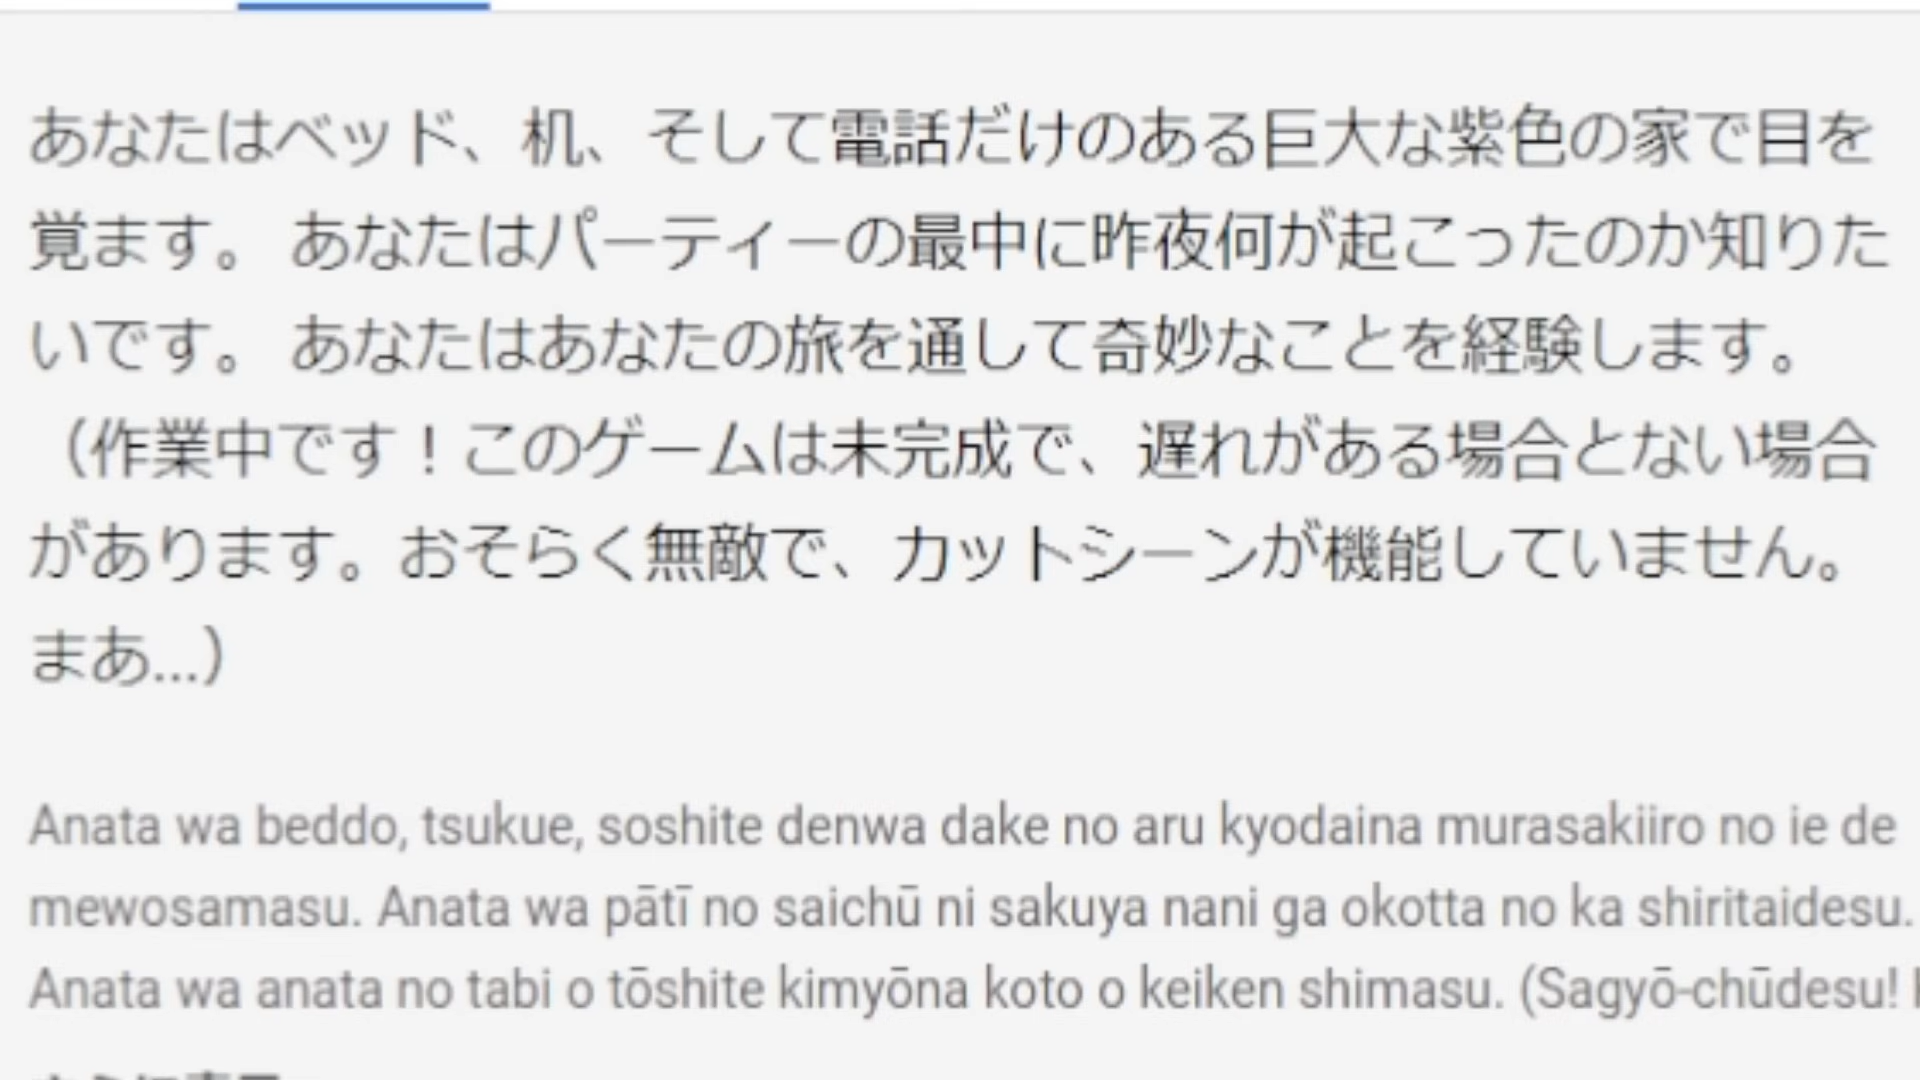 あなたはベッド、机、そして電話だけのある巨大な紫色の家で目を
覚ます。 あなたはパーティーの最中に昨夜何が起こったのか知りた
いです。 あなたはあなたの旅を通して奇妙なことを経験します。
（作業中です！このゲームは未完成で、遅れがある場合とない場合
があります。おそらく無敵で、カットシーンが機能していません。
まあ...）
Anata wa beddo, tsukue, soshite denwa dake no aru kyodaina murasakiiro no ie de
mewosamasu. Anata wa pātī no saichū ni sakuya nani ga okotta no ka shiritaidesu.
Anata wa anata no tabi o tōshite kimyōna koto o keiken shimasu. (Sagyō-chūdesu!